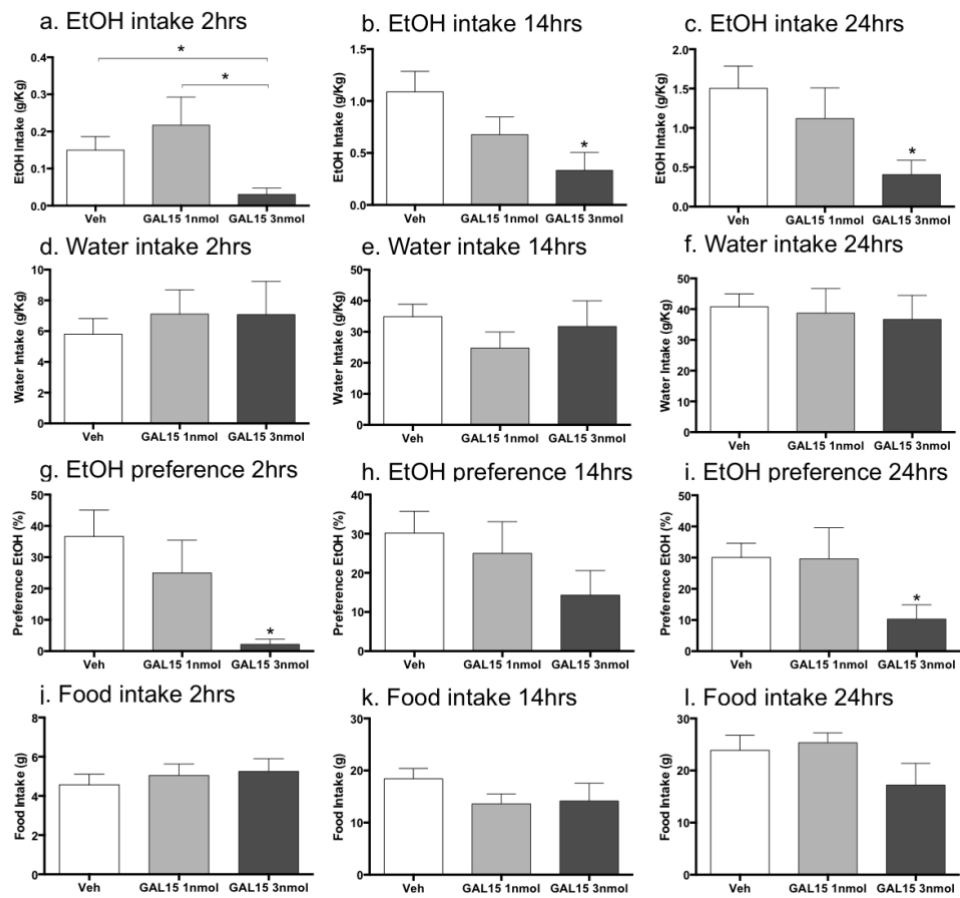 a. EtOH intake 2hrs
EtOH Intake (g/Kg)
0.4
0.3
0.2
0.1
0.0
*
*
Veh GAL15 1nmol GAL15 3nmol
b. EtOH intake 14hrs
EtOH Intake (g/Kg)
1.5
1.0
0.5
0.0
*
Veh GAL15 1nmol GAL15 3nmol
c. EtOH intake 24hrs
EtOH Intake (g/Kg)
2.0
1.5
1.0
0.5
0.0
*
Veh GAL15 1nmol GAL15 3nmol
d. Water intake 2hrs
Water Intake (g/Kg)
10
8
6
4
2
0
Veh GAL15 1nmol GAL15 3nmol
e. Water intake 14hrs
Water Intake (g/Kg)
50
40
30
20
10
0
Veh GAL15 1nmol GAL15 3nmol
f. Water intake 24hrs
Water Intake (g/Kg)
50
40
30
20
10
0
Veh GAL15 1nmol GAL15 3nmol
g. EtOH preference 2hrs
Preference EtOH (%)
50
40
30
20
10
0
*
Veh GAL15 1nmol GAL15 3nmol
h. EtOH preference 14hrs
Preference EtOH (%)
40
30
20
10
0
Veh GAL15 1nmol GAL15 3nmol
i. EtOH preference 24hrs
Preference EtOH (%)
50
40
30
20
10
0
*
Veh GAL15 1nmol GAL15 3nmol
j. Food intake 2hrs
Food Intake (g)
8
6
4
2
0
Veh GAL15 1nmol GAL15 3nmol
k. Food intake 14hrs
Food Intake (g)
30
20
10
0
Veh GAL15 1nmol GAL15 3nmol
l. Food intake 24hrs
Food Intake (g)
30
20
10
0
Veh GAL15 1nmol GAL15 3nmol